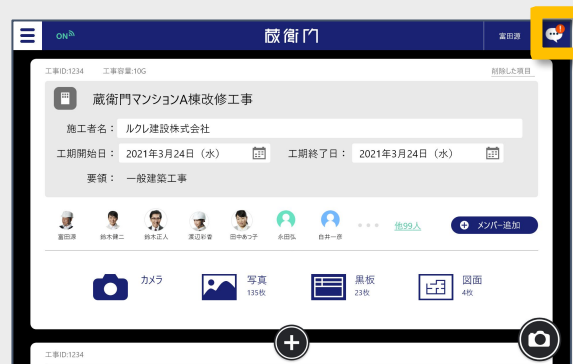 ON
蔵衛門
富田源
!
工事ID:1234 工事容量:10G 削除した項目
蔵衛門マンションA棟改修工事
施工者名： ルクレ建設株式会社
工期開始日： 2021年3月24日（水） 工期終了日： 2021年3月24日（水）
要領： 一般建築工事
富田源 鈴木健二 鈴木正人 渡辺彩香 田中あつ子 永田弘 白井一彦 他99人 メンバー追加
カメラ 写真 黒板 図面
135枚 23枚 4枚
工事ID:1234